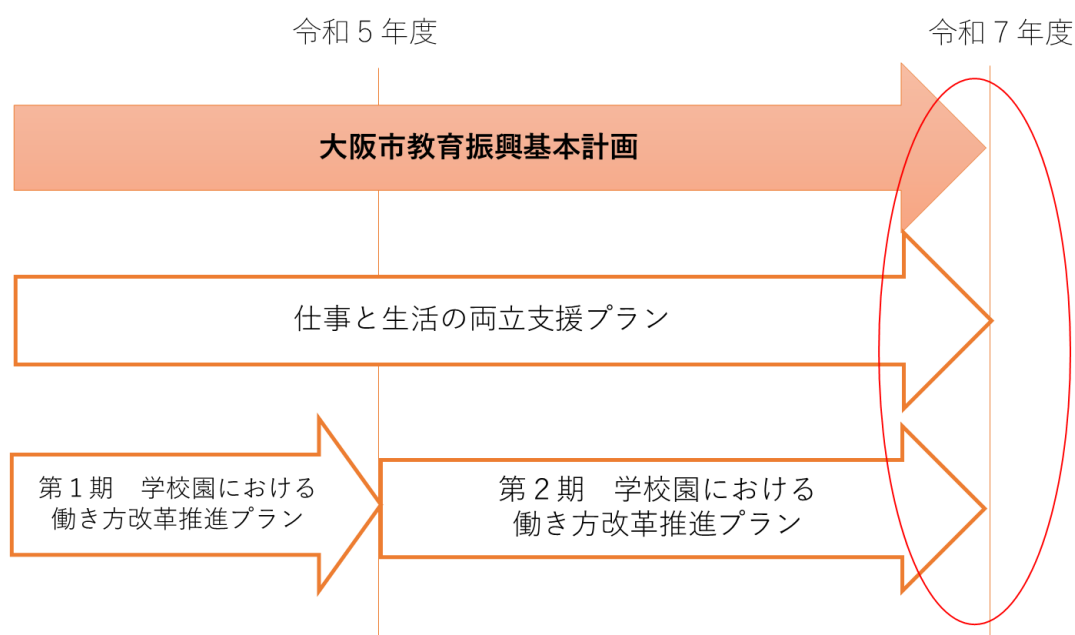 令和５年度
令和７年度
大阪市教育振興基本計画
仕事と生活の両立支援プラン
第１期　学校園における
働き方改革推進プラン
第２期　学校園における
働き方改革推進プラン